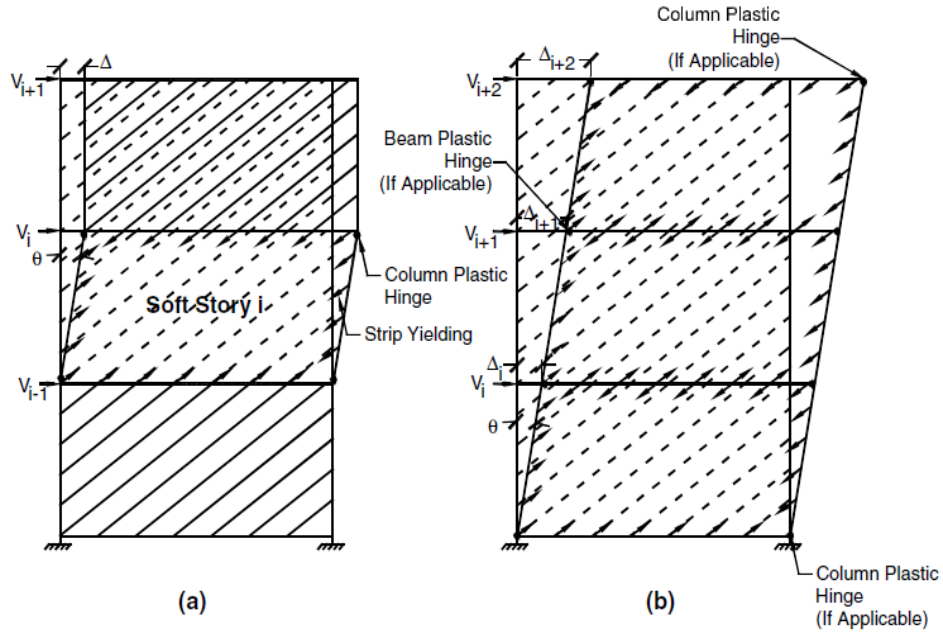 Δ
V i+1
V i
θ
Soft Story i
Column Plastic
Hinge
Strip Yielding
V i-1
(a)
Column Plastic
Hinge
(If Applicable)
Δ i+2
V i+2
Beam Plastic
Hinge
(If Applicable)
Δ i+1
V i+1
Δ i
V i
θ
Column Plastic
Hinge
(If Applicable)
(b)